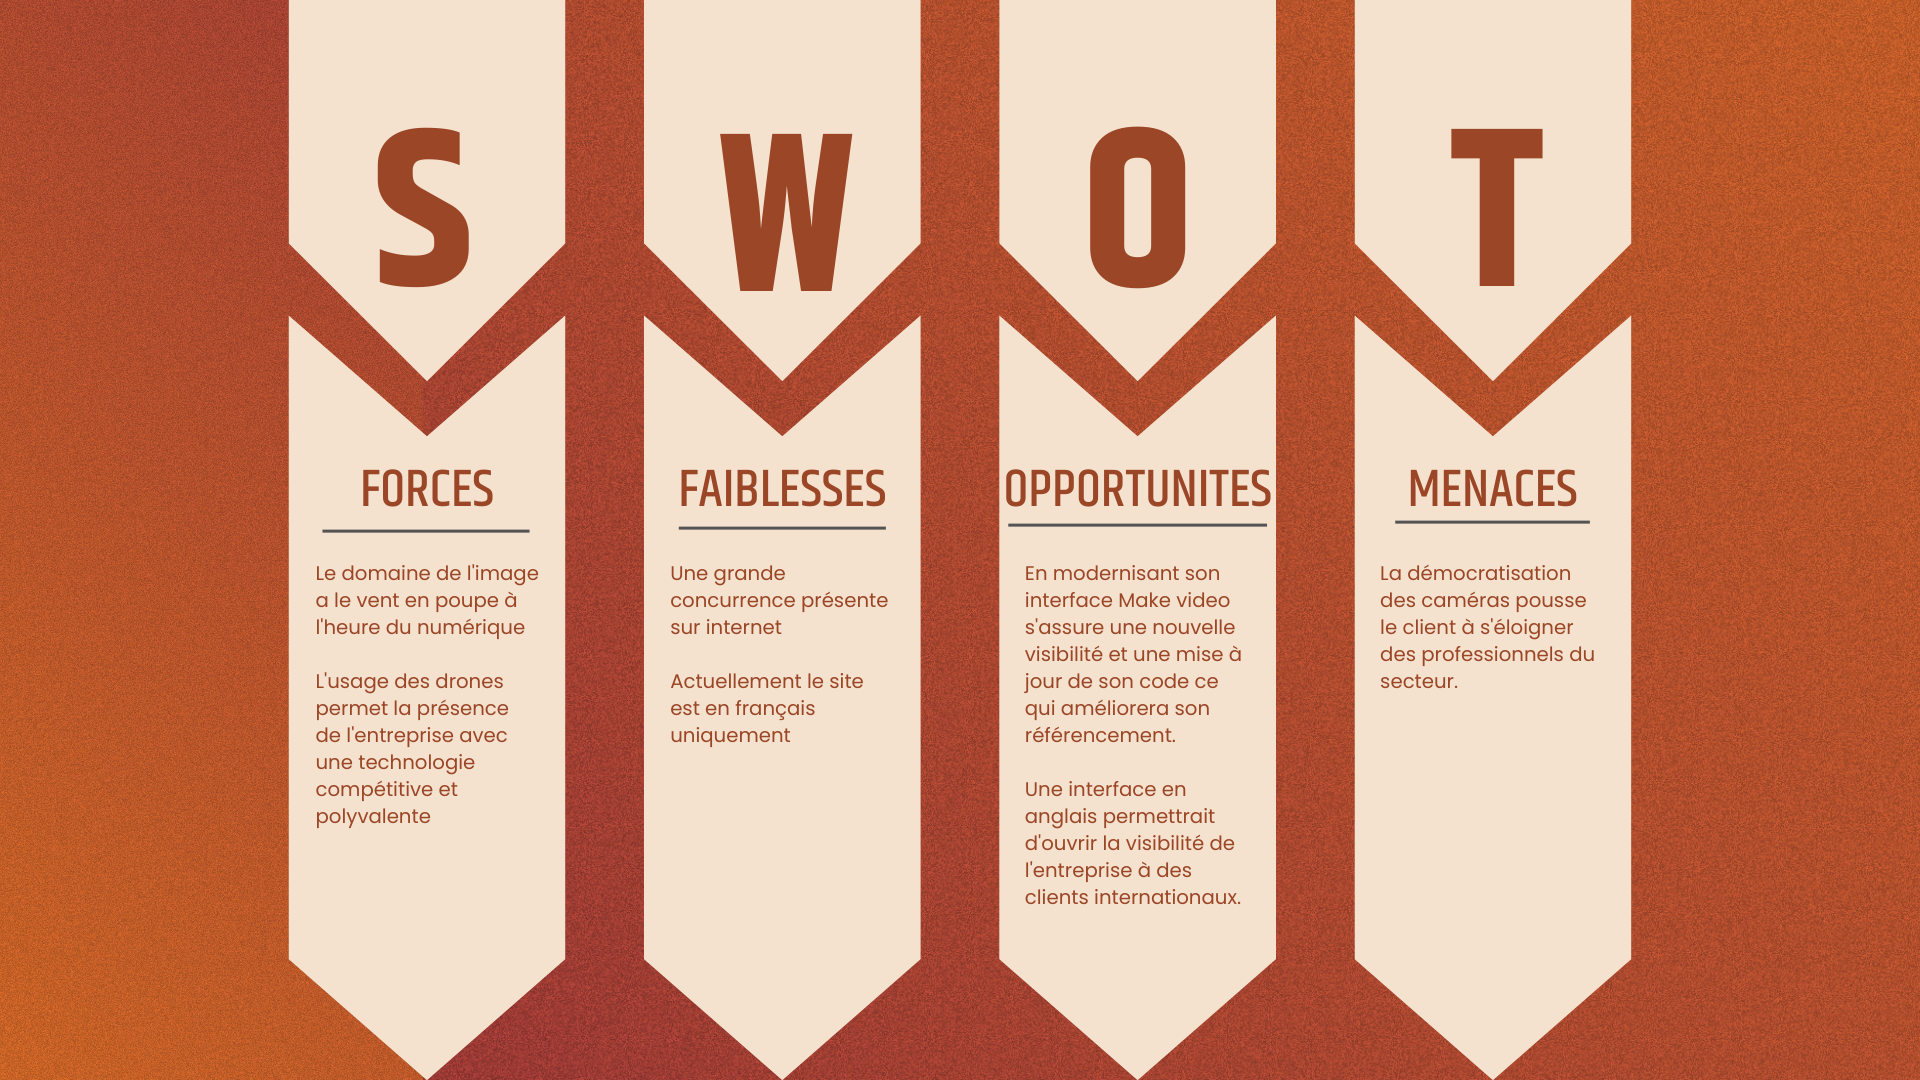 S
W
O
T
FORCES
Le domaine de l'image
a le vent en poupe à
l'heure du numérique
L'usage des drones
permet la présence
de l'entreprise avec
une technologie
compétitive et
polyvalente
FAIBLESSES
Une grande
concurrence présente
sur internet
Actuellement le site
est en français
uniquement
OPPORTUNITES
En modernisant son
interface Make video
s'assure une nouvelle
visibilité et une mise à
jour de son code ce
qui améliorera son
référencement.
Une interface en
anglais permettrait
d'ouvrir la visibilité de
l'entreprise à des
clients internationaux.
MENACES
La démocratisation
des caméras pousse
le client à s'éloigner
des professionnels du
secteur.